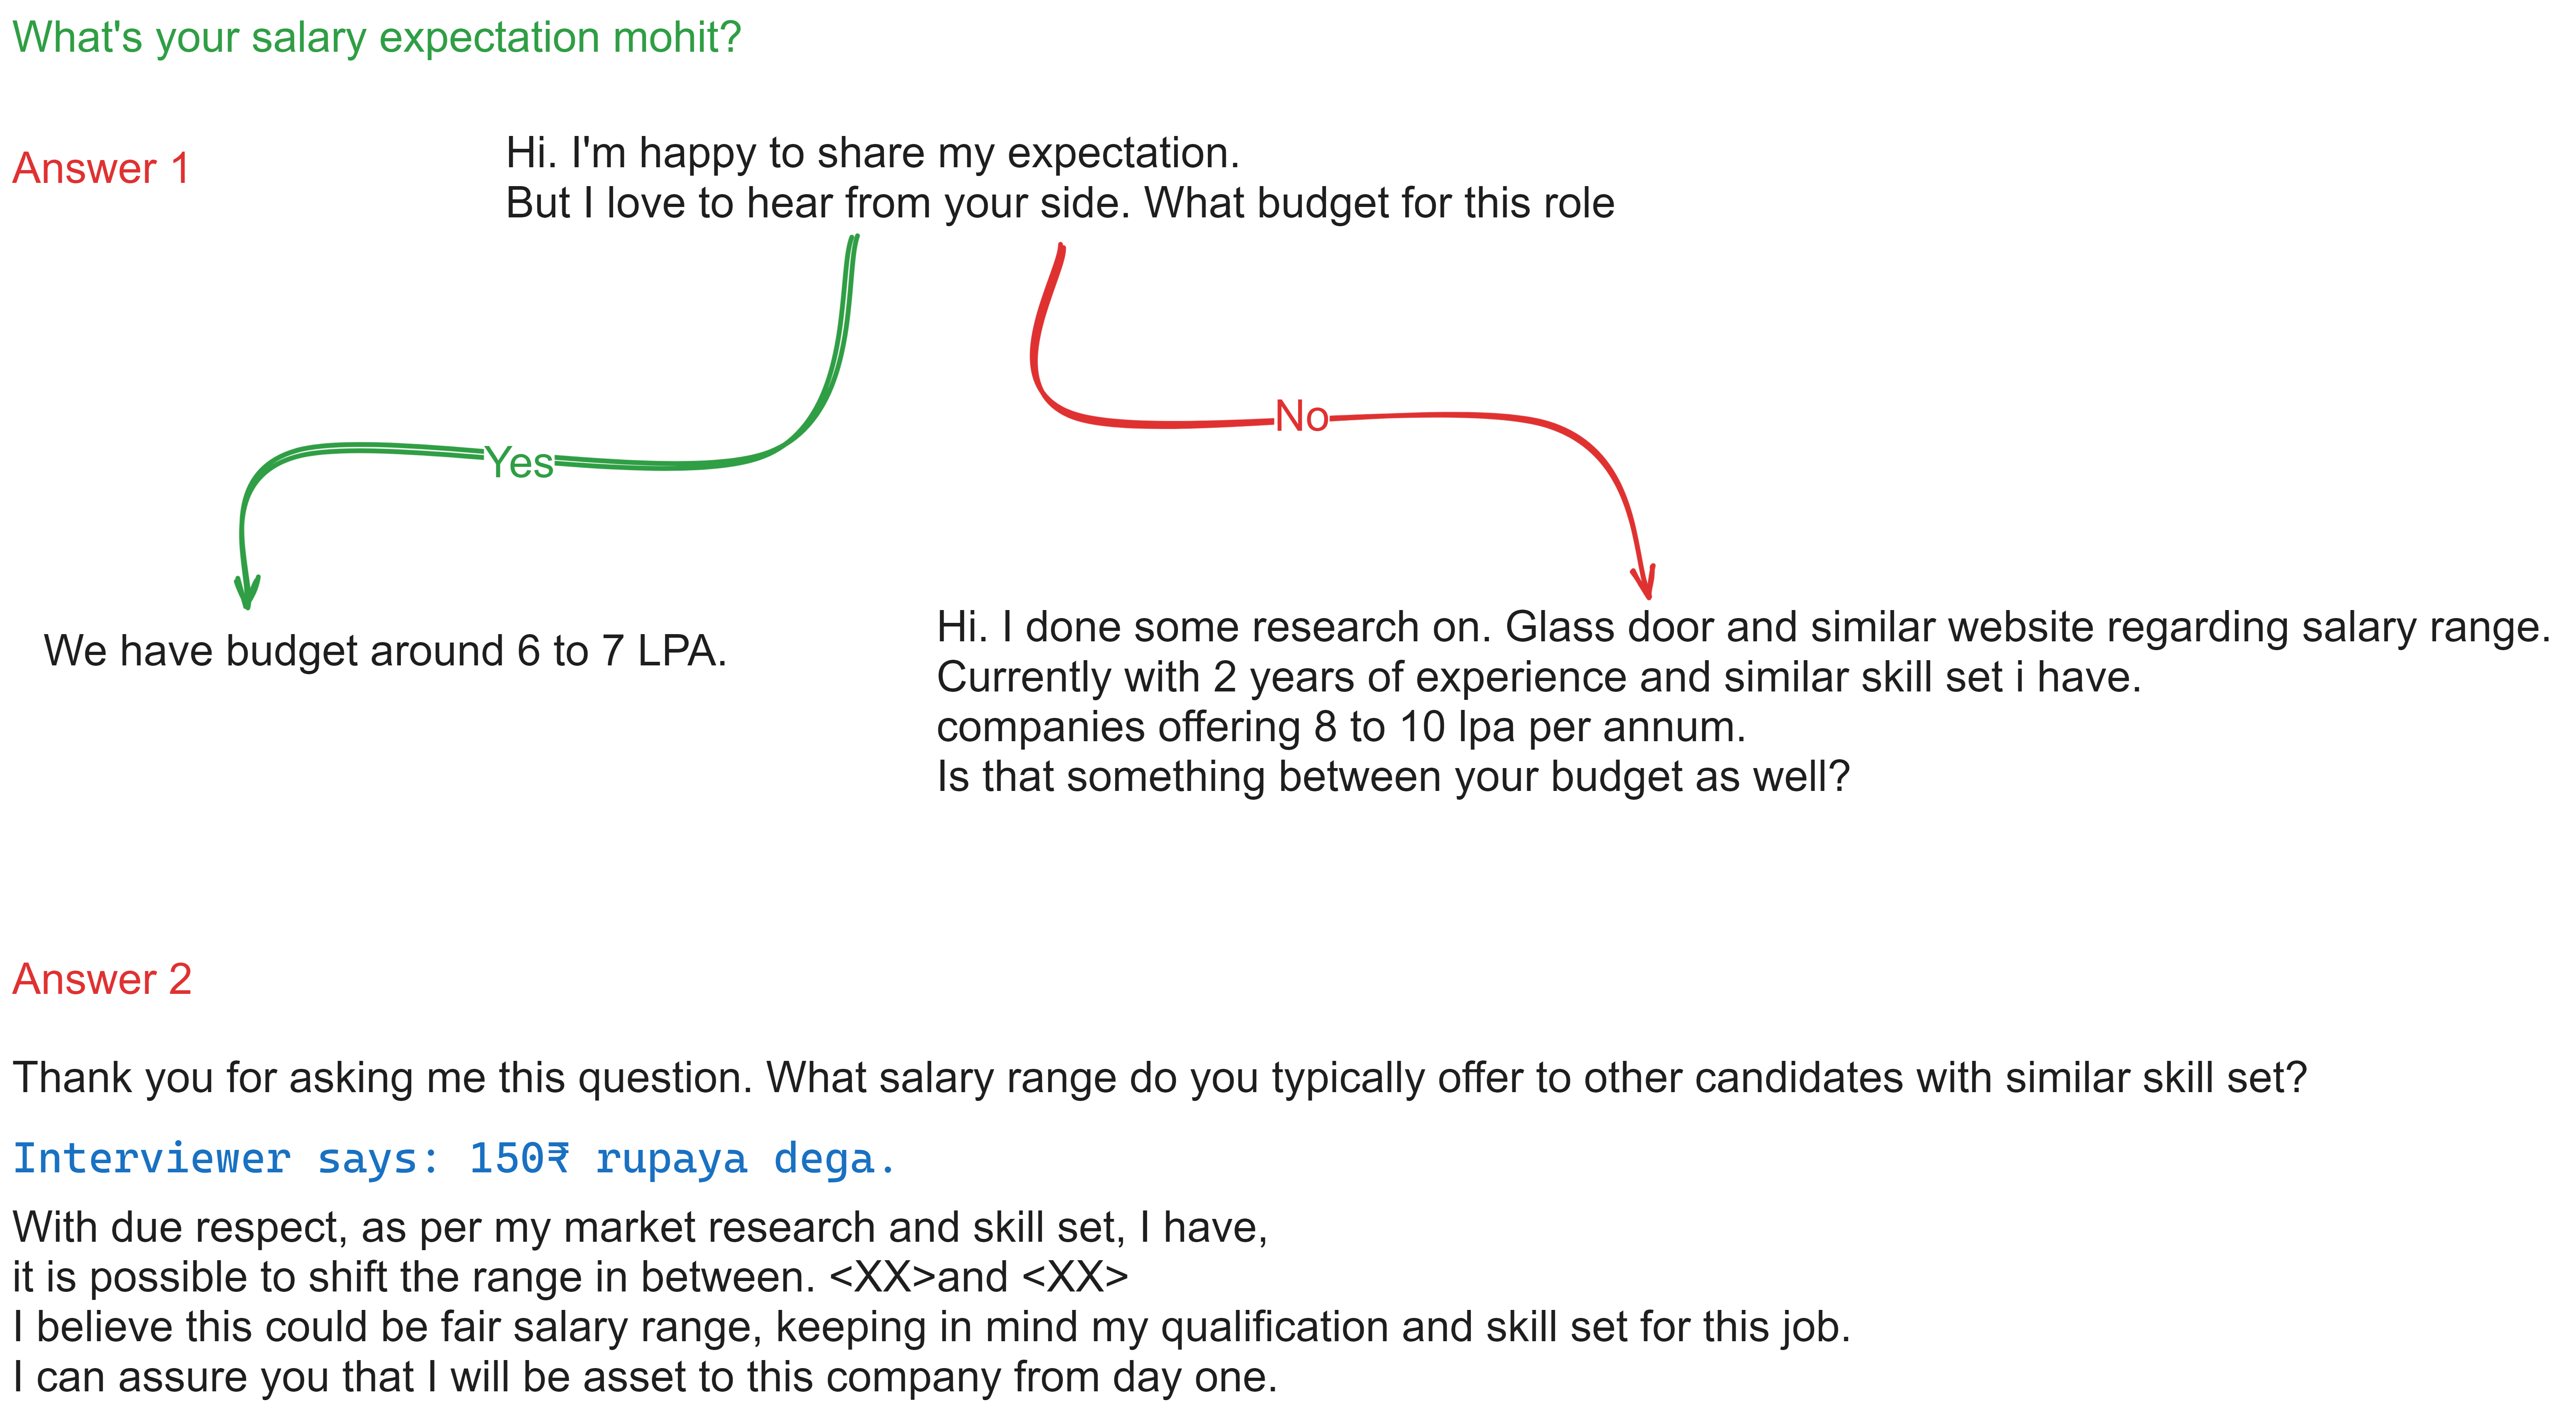 What's your salary expectation mohit?
Answer 1
Hi. I'm happy to share my expectation.
But I love to hear from your side. What budget for this role
Yes
No
We have budget around 6 to 7 LPA.
Hi. I done some research on. Glass door and similar website regarding salary range.
Currently with 2 years of experience and similar skill set i have.
companies offering 8 to 10 lpa per annum.
Is that something between your budget as well?
Answer 2
Thank you for asking me this question. What salary range do you typically offer to other candidates with similar skill set?
Interviewer says: 150₹ rupaya dega.
With due respect, as per my market research and skill set, I have,
it is possible to shift the range in between. <XX>and <XX>
I believe this could be fair salary range, keeping in mind my qualification and skill set for this job.
I can assure you that I will be asset to this company from day one.